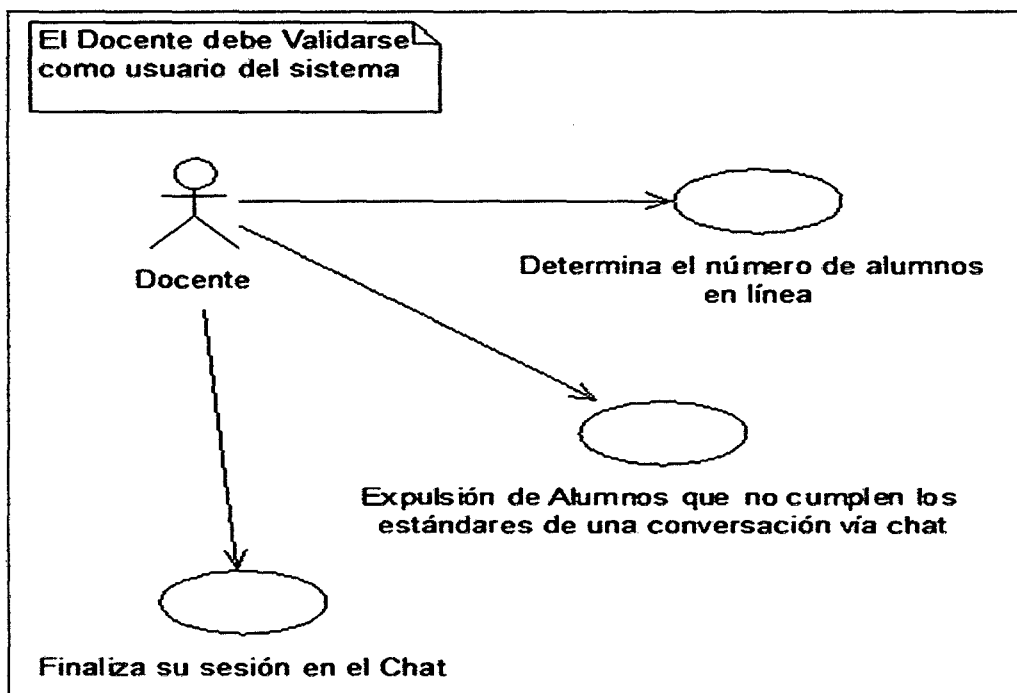 El Docente debe Validarse
como usuario del sistema
Docente
Determina el número de alumnos
en línea
Expulsión de Alumnos que no cumplen los
estándares de una conversación vía chat
Finaliza su sesión en el Chat